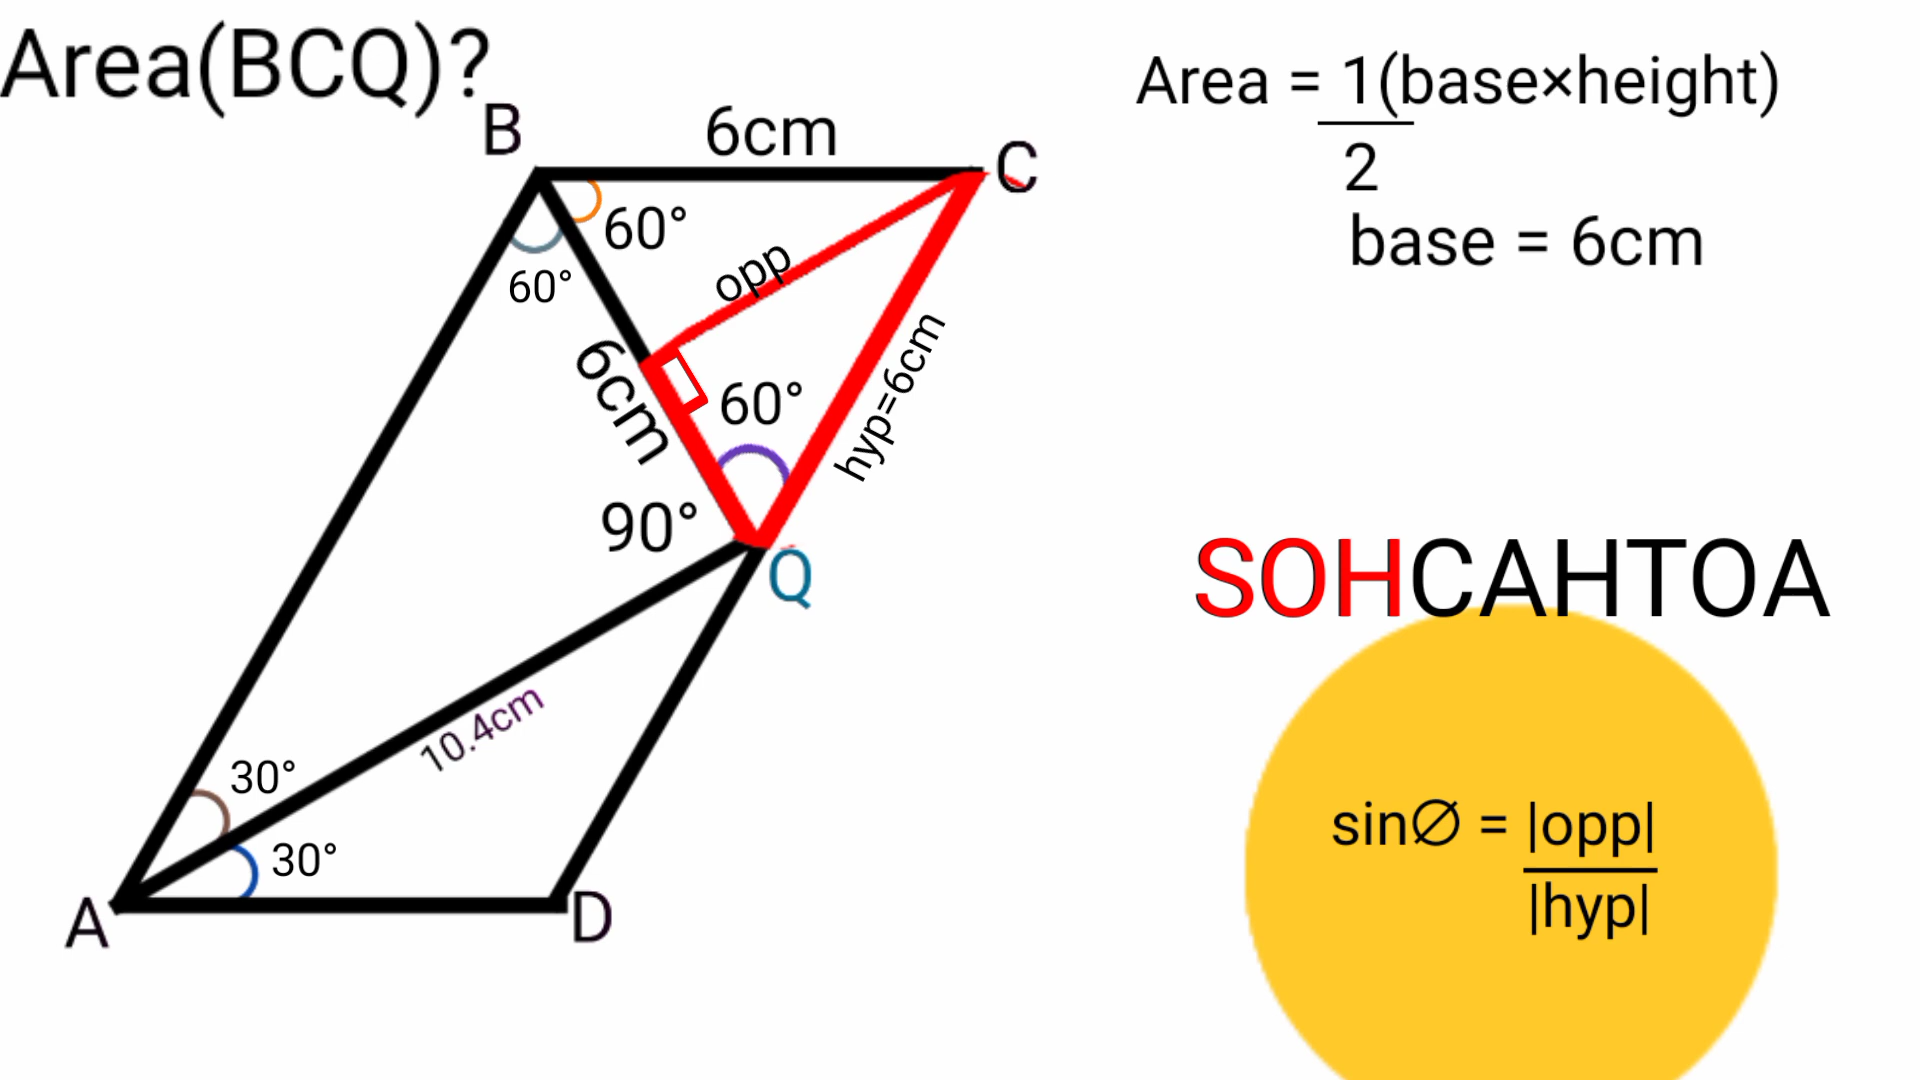 Area(BCQ)?
Area = 1(base×height)
2
base = 6cm
B
6cm
C
60°
60°
opp
6cm
60°
hyp=6cm
90°
Q
SOHCAHTOA
10.4cm
30°
30°
sin∅ = |opp|
|hyp|
A
D